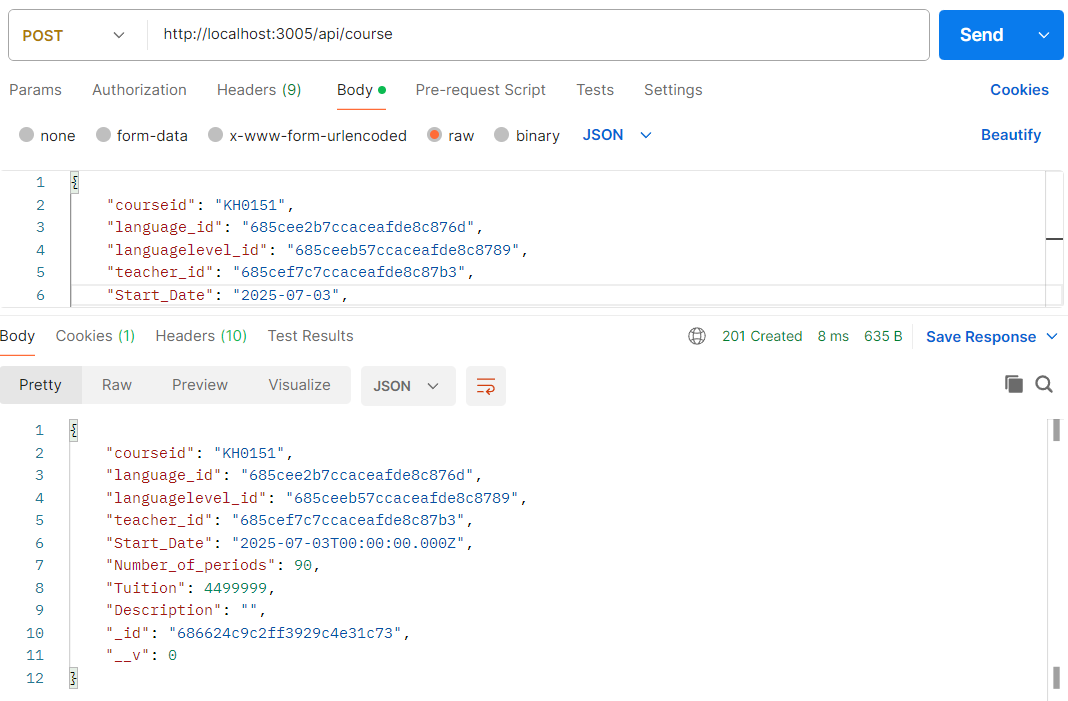 POST http://localhost:3005/api/course Send
Params Authorization Headers (9) Body Pre-request Script Tests Settings Cookies
none form-data x-www-form-urlencoded raw binary JSON Beautify
1 {
2 "courseid": "KH0151",
3 "language_id": "685cee2b7ccaceafde8c876d",
4 "languagelevel_id": "685ceeb57ccaceafde8c8789",
5 "teacher_id": "685cef7c7ccaceafde8c87b3",
6 "Start_Date": "2025-07-03",
Body Cookies (1) Headers (10) Test Results 201 Created 8 ms 635 B Save Response
Pretty Raw Preview Visualize JSON
1 {
2 "courseid": "KH0151",
3 "language_id": "685cee2b7ccaceafde8c876d",
4 "languagelevel_id": "685ceeb57ccaceafde8c8789",
5 "teacher_id": "685cef7c7ccaceafde8c87b3",
6 "Start_Date": "2025-07-03T00:00:00.000Z",
7 "Number_of_periods": 90,
8 "Tuition": 4499999,
9 "Description": "",
10 "_id": "686624c9c2ff3929c4e31c73",
11 "__v": 0
12 }